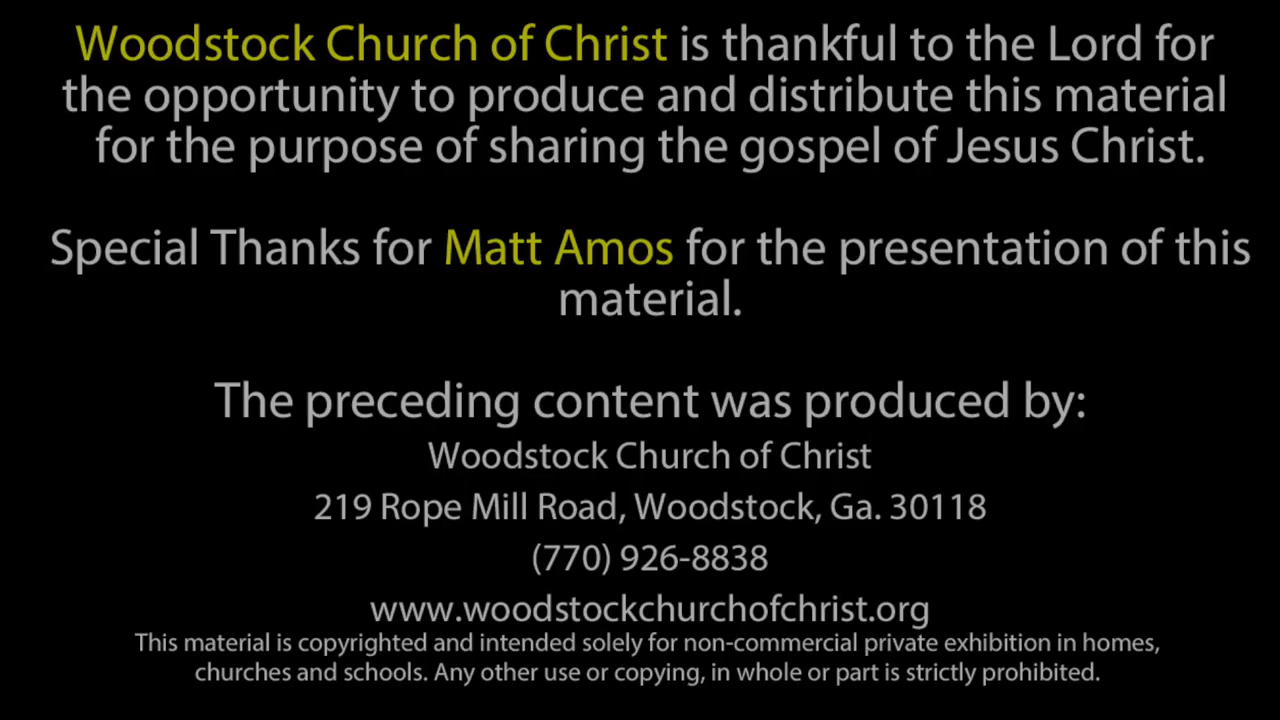 Woodstock Church of Christ is thankful to the Lord for
the opportunity to produce and distribute this material
for the purpose of sharing the gospel of Jesus Christ.
Special Thanks for Matt Amos for the presentation of this
material.
The preceding content was produced by:
Woodstock Church of Christ
219 Rope Mill Road, Woodstock, Ga. 30118
(770) 926-8838
www.woodstockchurchofchrist.org
This material is copyrighted and intended solely for non-commercial private exhibition in homes,
churches and schools. Any other use or copying, in whole or part is strictly prohibited.